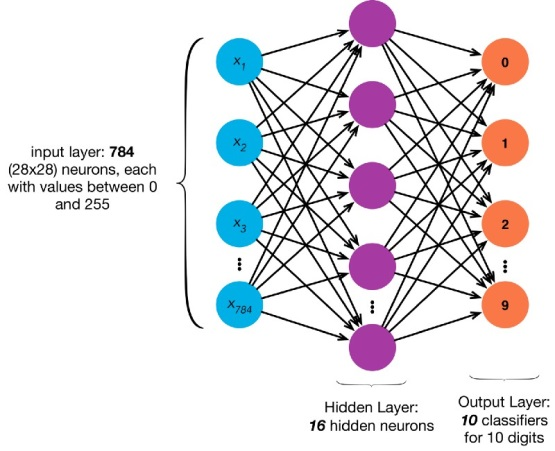 x1
x2
x3
x784
input layer: 784
(28x28) neurons, each
with values between 0
and 255
0
1
2
9
Hidden Layer:
16 hidden neurons
Output Layer:
10 classifiers
for 10 digits